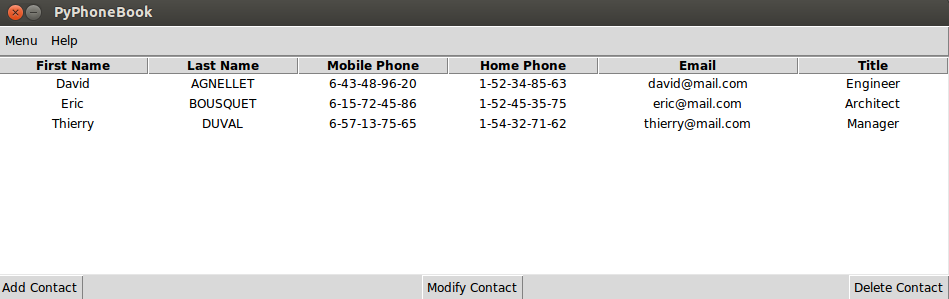 PyPhoneBook
Menu Help
First Name Last Name Mobile Phone Home Phone Email Title
David AGNELLET 6-43-48-96-20 1-52-34-85-63 david@mail.com Engineer
Eric BOUSQUET 6-15-72-45-86 1-52-45-35-75 eric@mail.com Architect
Thierry DUVAL 6-57-13-75-65 1-54-32-71-62 thierry@mail.com Manager
Add Contact Modify Contact Delete Contact